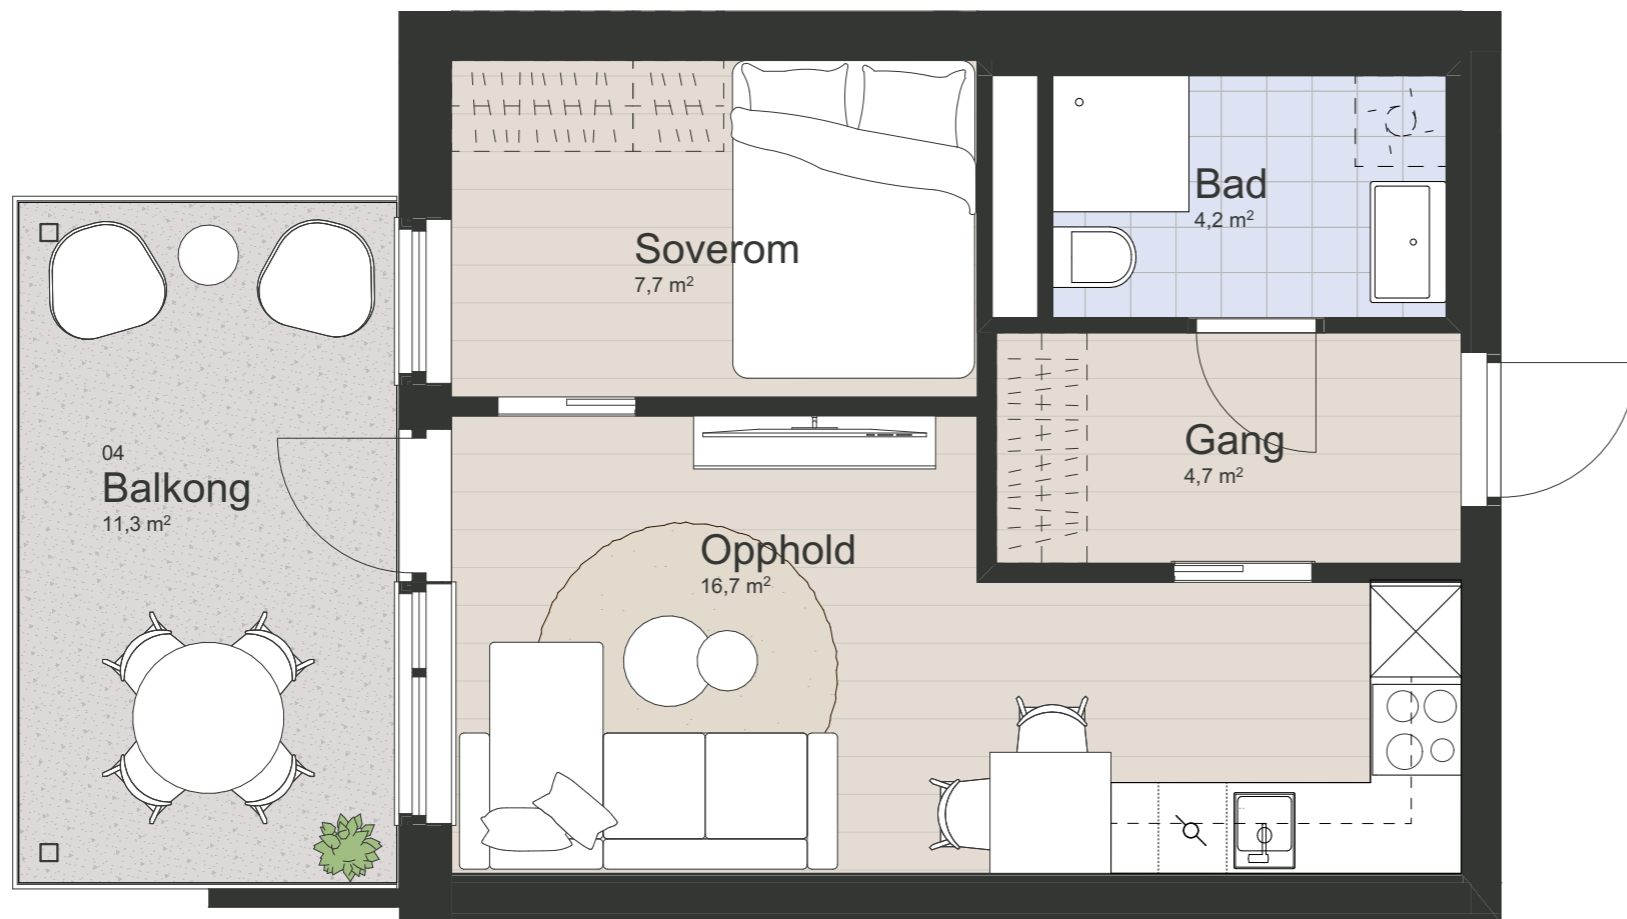 Bad
4,2 m²
Soverom
7,7 m²
Gang
4,7 m²
04
Balkong
11,3 m²
Opphold
16,7 m²